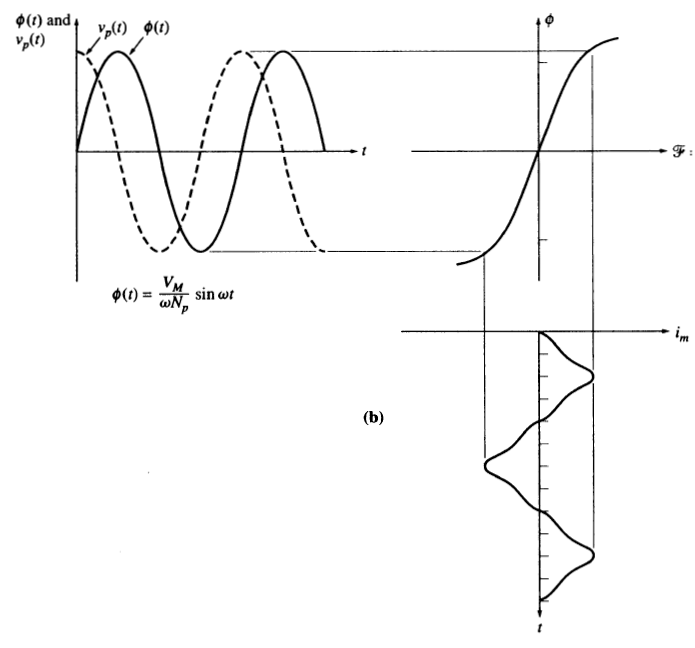 ϕ(t) and
v_p(t)
v_p(t)
ϕ(t)
t
ϕ
ℱ :
ϕ(t) = V_M / ωN_p sin ωt
i_m
(b)
t